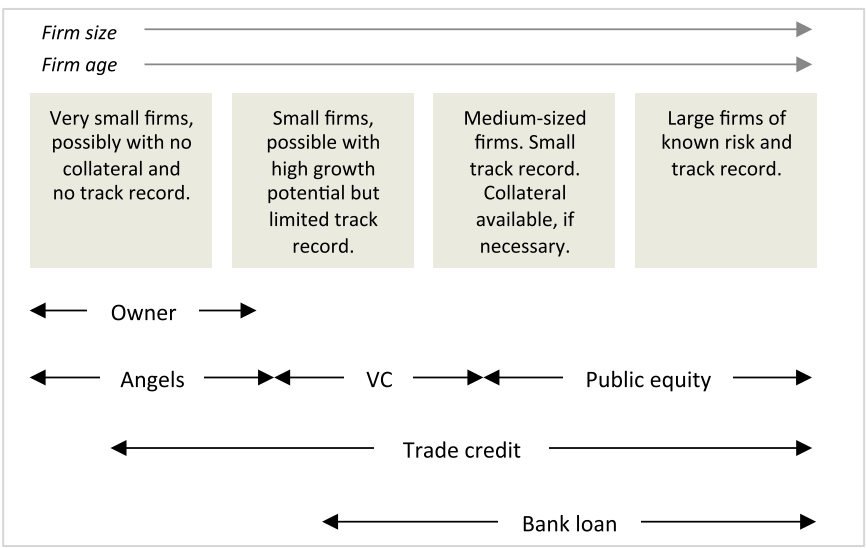 Firm size
Firm age
Very small firms,
possibly with no
collateral and
no track record.
Small firms,
possible with
high growth
potential but
limited track
record.
Medium-sized
firms. Small
track record.
Collateral
available, if
necessary.
Large firms of
known risk and
track record.
Owner
Angels VC Public equity
Trade credit
Bank loan